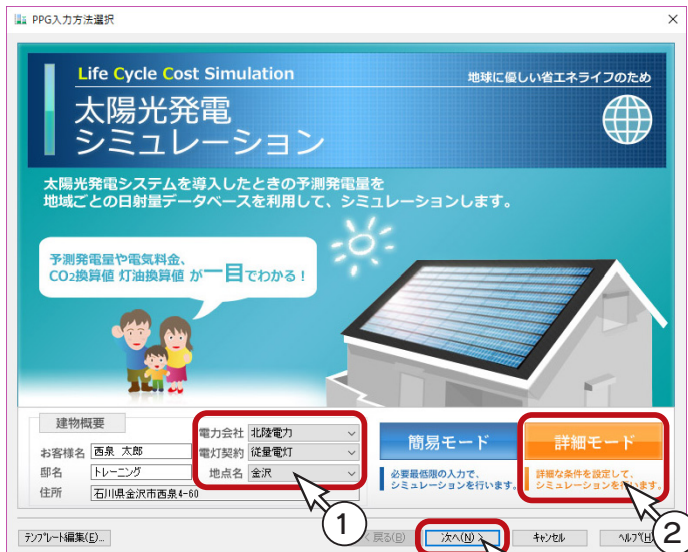 PPG入力方法選択
Life Cycle Cost Simulation
地球に優しい省エネライフのため
太陽光発電
シミュレーション
太陽光発電システムを導入したときの予測発電量を
地域ごとの日射量データベースを利用して、シミュレーションします。
予測発電量や電気料金、
CO2換算値 灯油換算値 が一目でわかる！
建物概要
お客様名 西泉 太郎
邸名 トレーニング
住所 石川県金沢市西泉4-60
電力会社 北陸電力
電灯契約 従量電灯
地点名 金沢
簡易モード
必要最低限の入力で、
シミュレーションを行います。
詳細モード
詳細な条件を設定して、
シミュレーションを行います。
1
2
テンプレート編集(E)...
< 戻る(B)
次へ(N) >
キャンセル
ヘルプ(H)